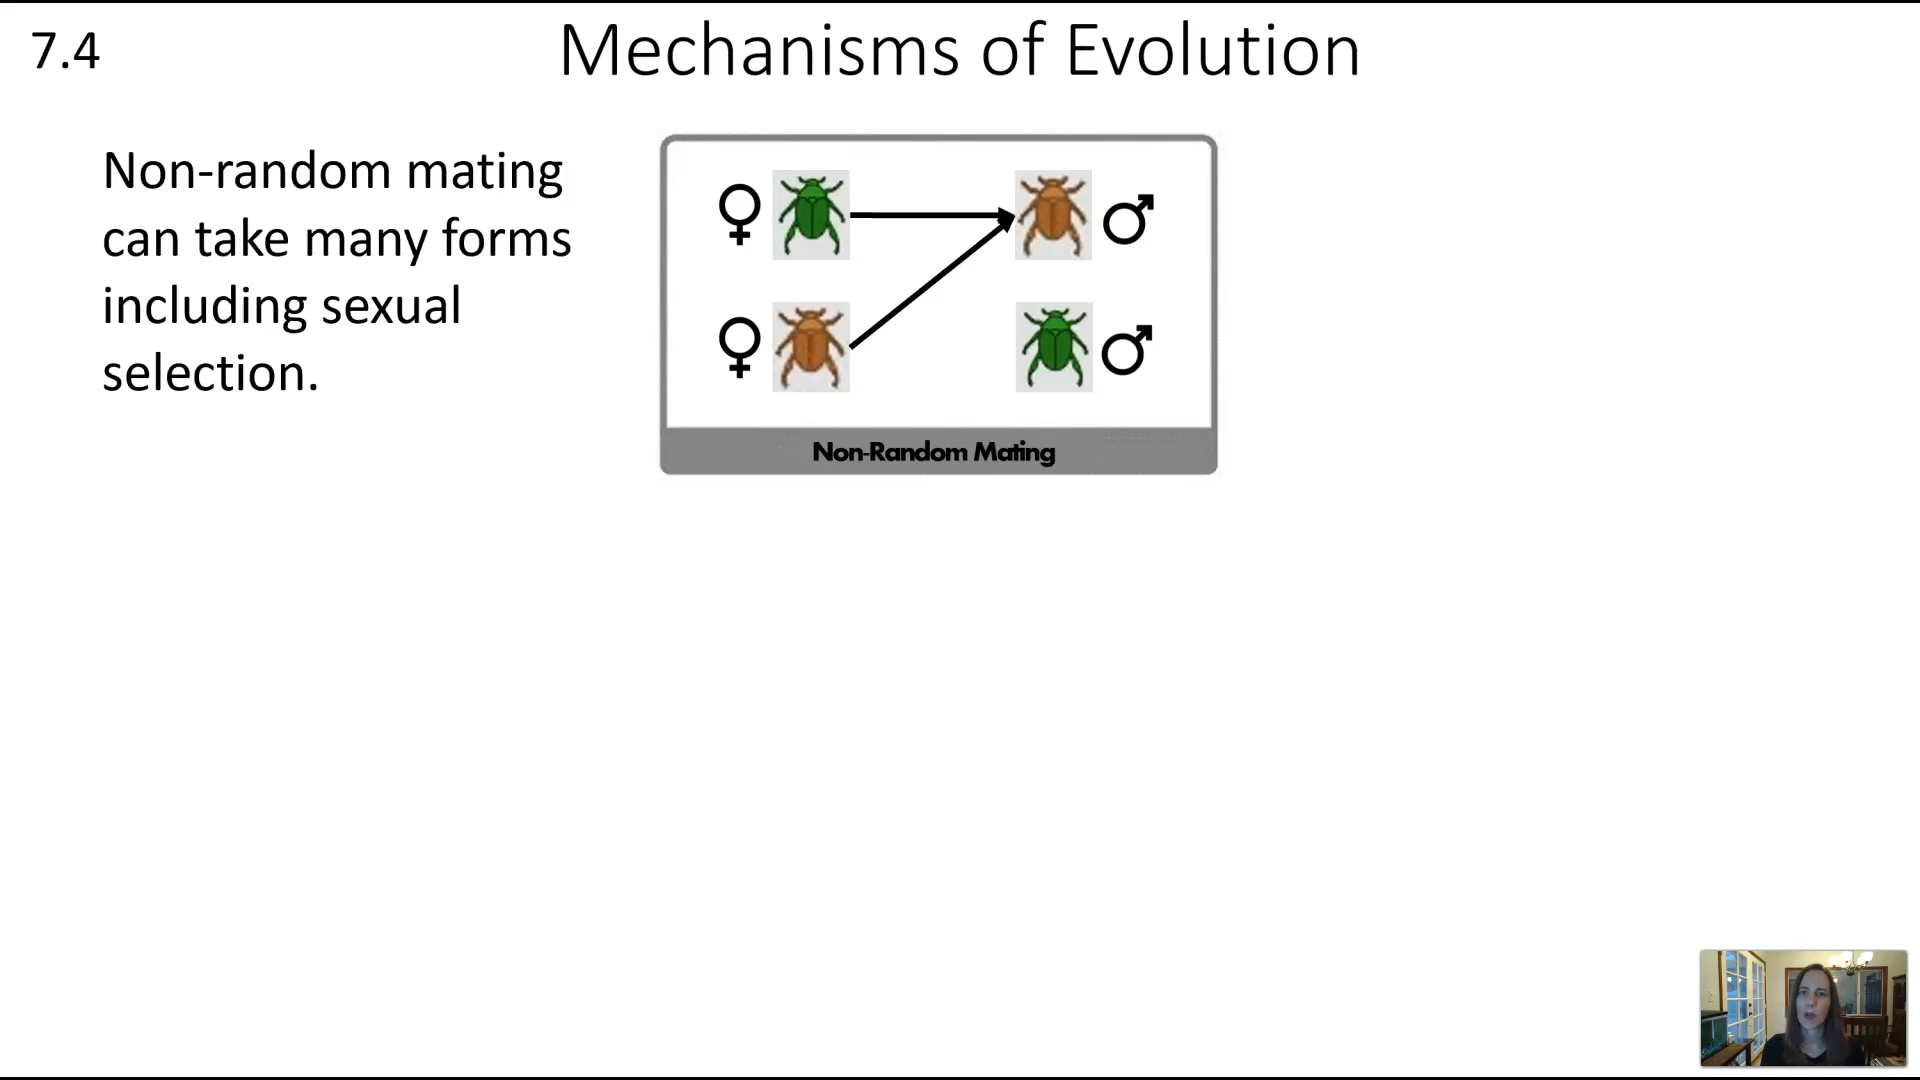 7.4
Mechanisms of Evolution
Non-random mating
can take many forms
including sexual
selection.
♀ ♂
♀ ♂
Non-Random Mating